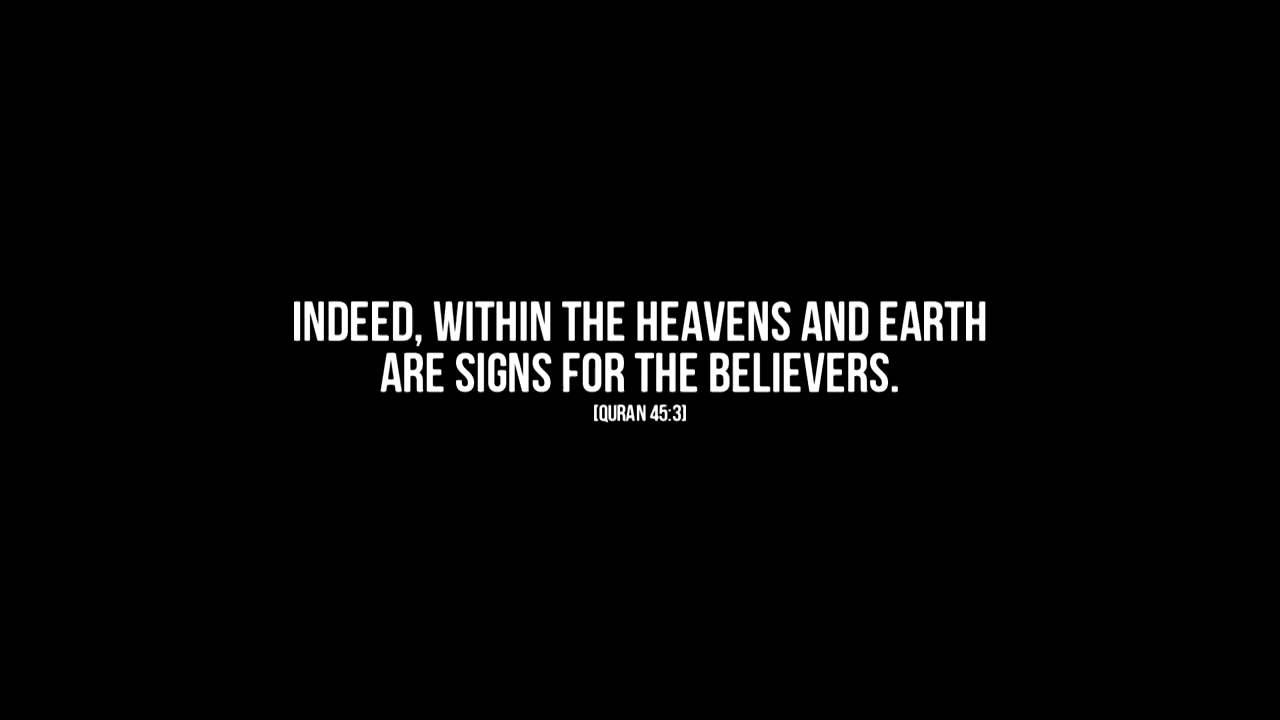 INDEED, WITHIN THE HEAVENS AND EARTH
ARE SIGNS FOR THE BELIEVERS.
[QURAN 45:3]